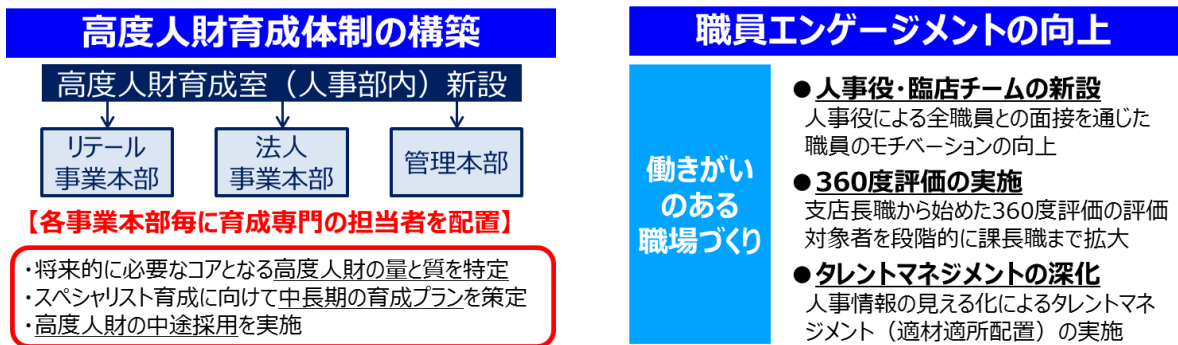 高度人財育成体制の構築
高度人財育成室（人事部内）新設
リテール
事業本部
法人
事業本部
管理本部
【各事業本部毎に育成専門の担当者を配置】
・将来的に必要なコアとなる高度人財の量と質を特定
・スペシャリスト育成に向けて中長期の育成プランを策定
・高度人財の中途採用を実施
職員エンゲージメントの向上
働きがい
のある
職場づくり
●人事役・臨店チームの新設
人事役による全職員との面接を通じた
職員のモチベーションの向上
●360度評価の実施
支店長職から始めた360度評価の評価
対象者を段階的に課長職まで拡大
●タレントマネジメントの深化
人事情報の見える化によるタレントマネ
ジメント（適材適所配置）の実施